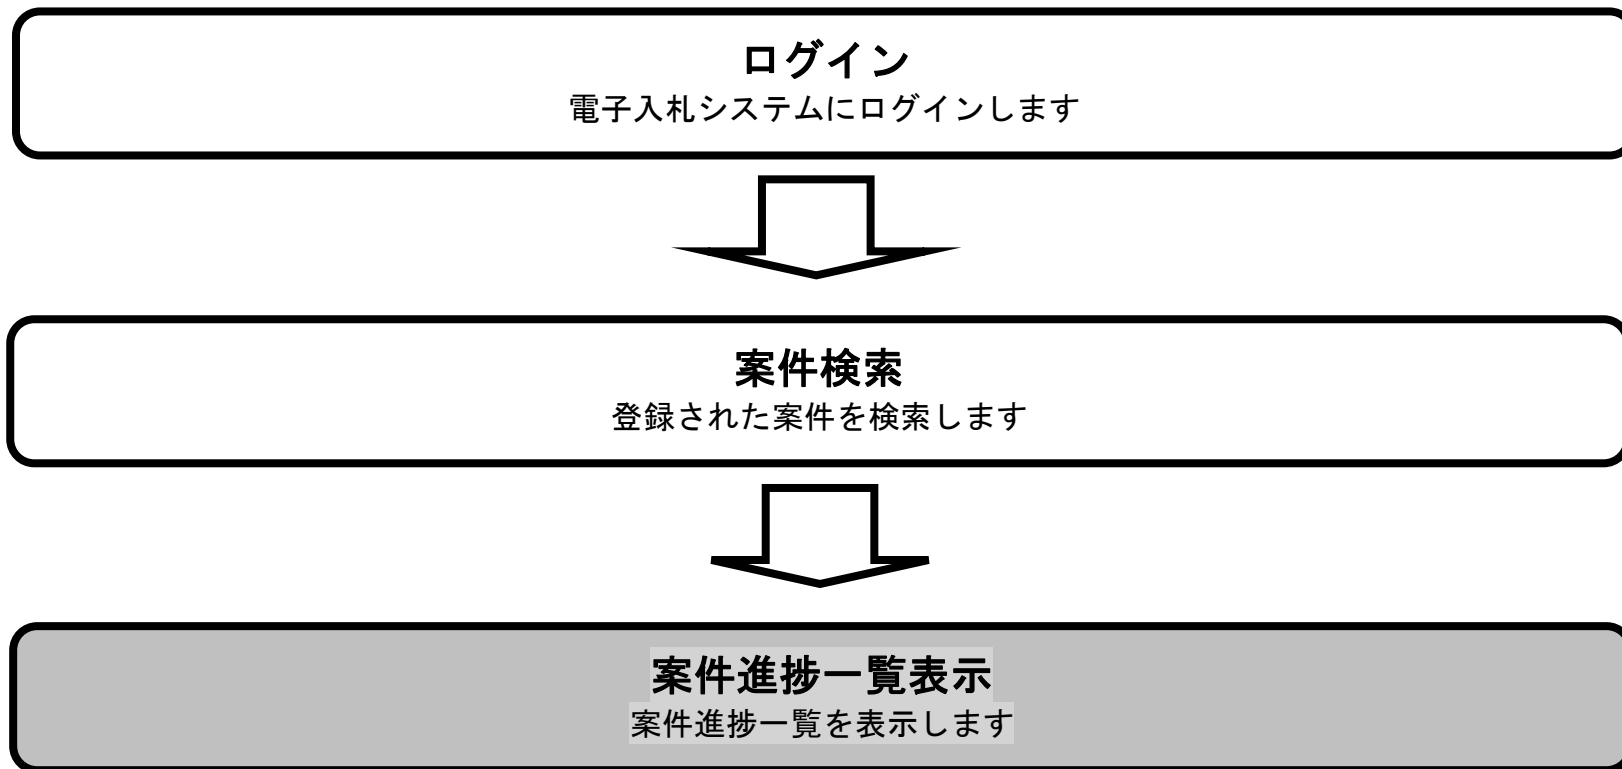 ログイン
電子入札システムにログインします
案件検索
登録された案件を検索します
案件進捗一覧表示
案件進捗一覧を表示します